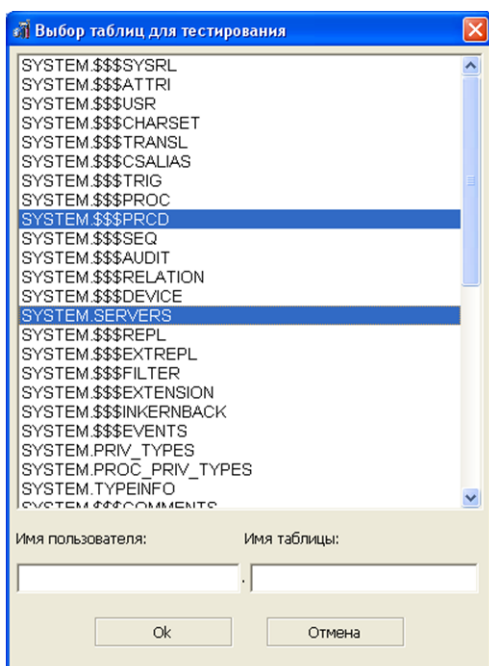 Выбор таблиц для тестирования
SYSTEM.$$$SYSRL
SYSTEM.$$$ATTRI
SYSTEM.$$$USR
SYSTEM.$$$CHARSET
SYSTEM.$$$TRANSL
SYSTEM.$$$CSALIAS
SYSTEM.$$$TRIG
SYSTEM.$$$PROC
SYSTEM.$$$PRCD
SYSTEM.$$$SEQ
SYSTEM.$$$AUDIT
SYSTEM.$$$RELATION
SYSTEM.$$$DEVICE
SYSTEM.SERVERS
SYSTEM.$$$REPL
SYSTEM.$$$EXTREPL
SYSTEM.$$$FILTER
SYSTEM.$$$EXTENSION
SYSTEM.$$$INKERNBACK
SYSTEM.$$$EVENTS
SYSTEM.PRIV_TYPES
SYSTEM.PROC_PRIV_TYPES
SYSTEM.TYPEINFO
SYSTEM.$$$COMMENTS
Имя пользователя: Имя таблицы:
.
Ok Отмена